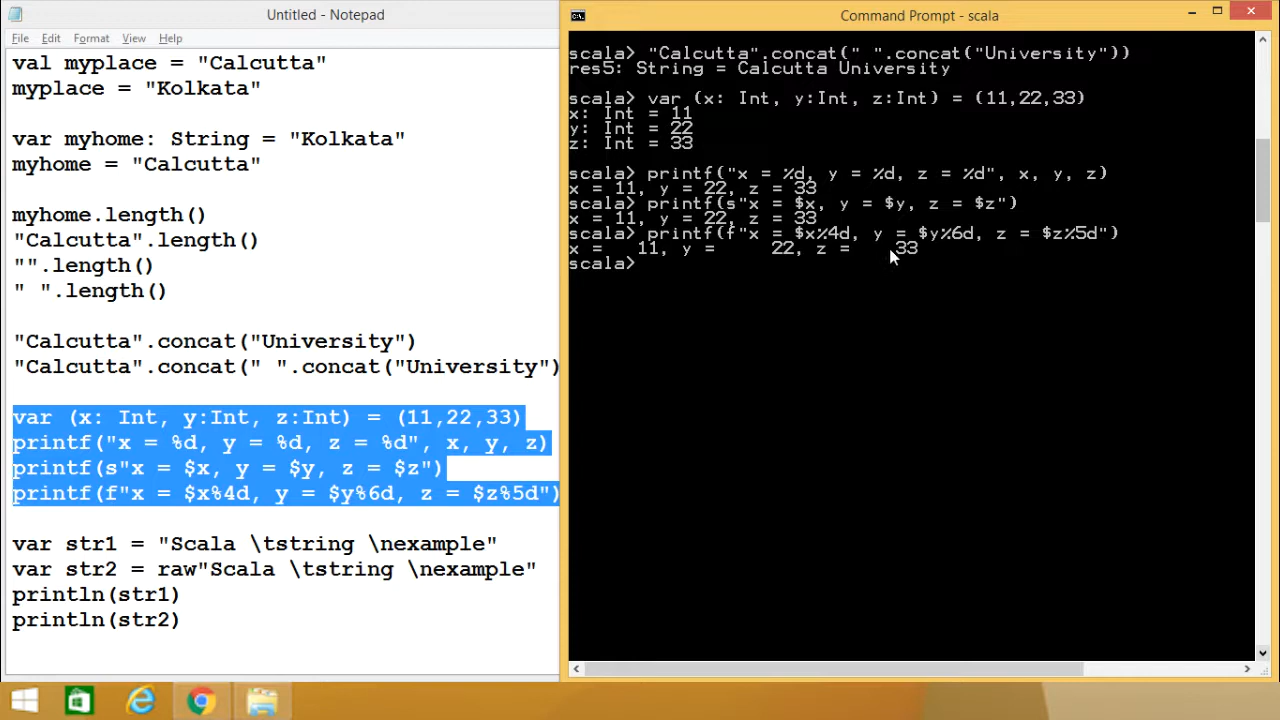 Untitled - Notepad
File Edit Format View Help
val myplace = "Calcutta"
myplace = "Kolkata"
var myhome: String = "Kolkata"
myhome = "Calcutta"
myhome.length()
"Calcutta".length()
"".length()
" ".length()
"Calcutta".concat("University")
"Calcutta".concat(" ".concat("University")
var (x: Int, y:Int, z:Int) = (11,22,33)
printf("x = %d, y = %d, z = %d", x, y, z)
printf(s"x = $x, y = $y, z = $z")
printf(f"x = $x%4d, y = $y%6d, z = $z%5d")
var str1 = "Scala \tstring \nexample"
var str2 = raw"Scala \tstring \nexample"
println(str1)
println(str2)
Command Prompt - scala
scala> "Calcutta".concat(" ".concat("University"))
res5: String = Calcutta University
scala> var (x: Int, y:Int, z:Int) = (11,22,33)
x: Int = 11
y: Int = 22
z: Int = 33
scala> printf("x = %d, y = %d, z = %d", x, y, z)
x = 11, y = 22, z = 33
scala> printf(s"x = $x, y = $y, z = $z")
x = 11, y = 22, z = 33
scala> printf(f"x = $x%4d, y = $y%6d, z = $z%5d")
x =   11, y =     22, z =    33
scala>